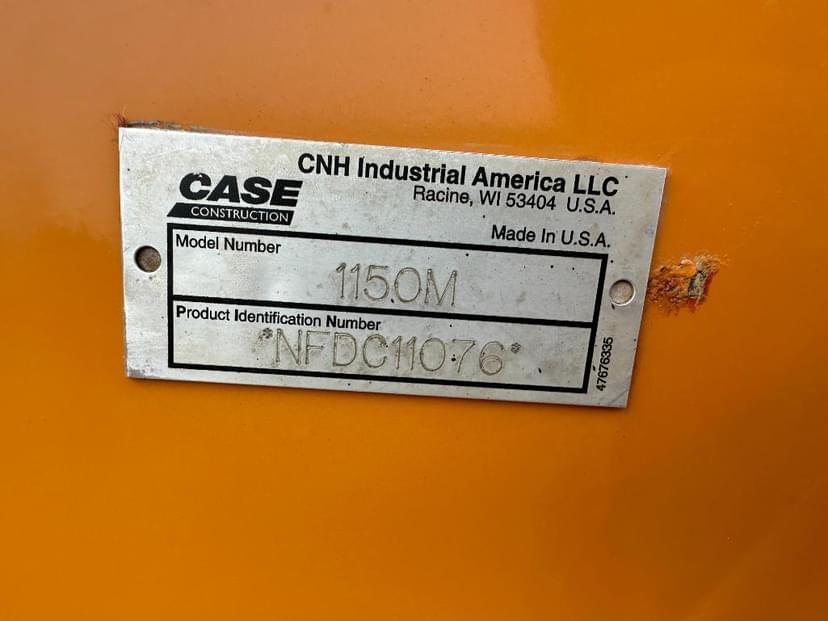 CNH Industrial America LLC
Racine, WI 53404 U.S.A.
CASE
CONSTRUCTION
Made In U.S.A.
Model Number
1150M
Product Identification Number
*NFDC11076*
47676335